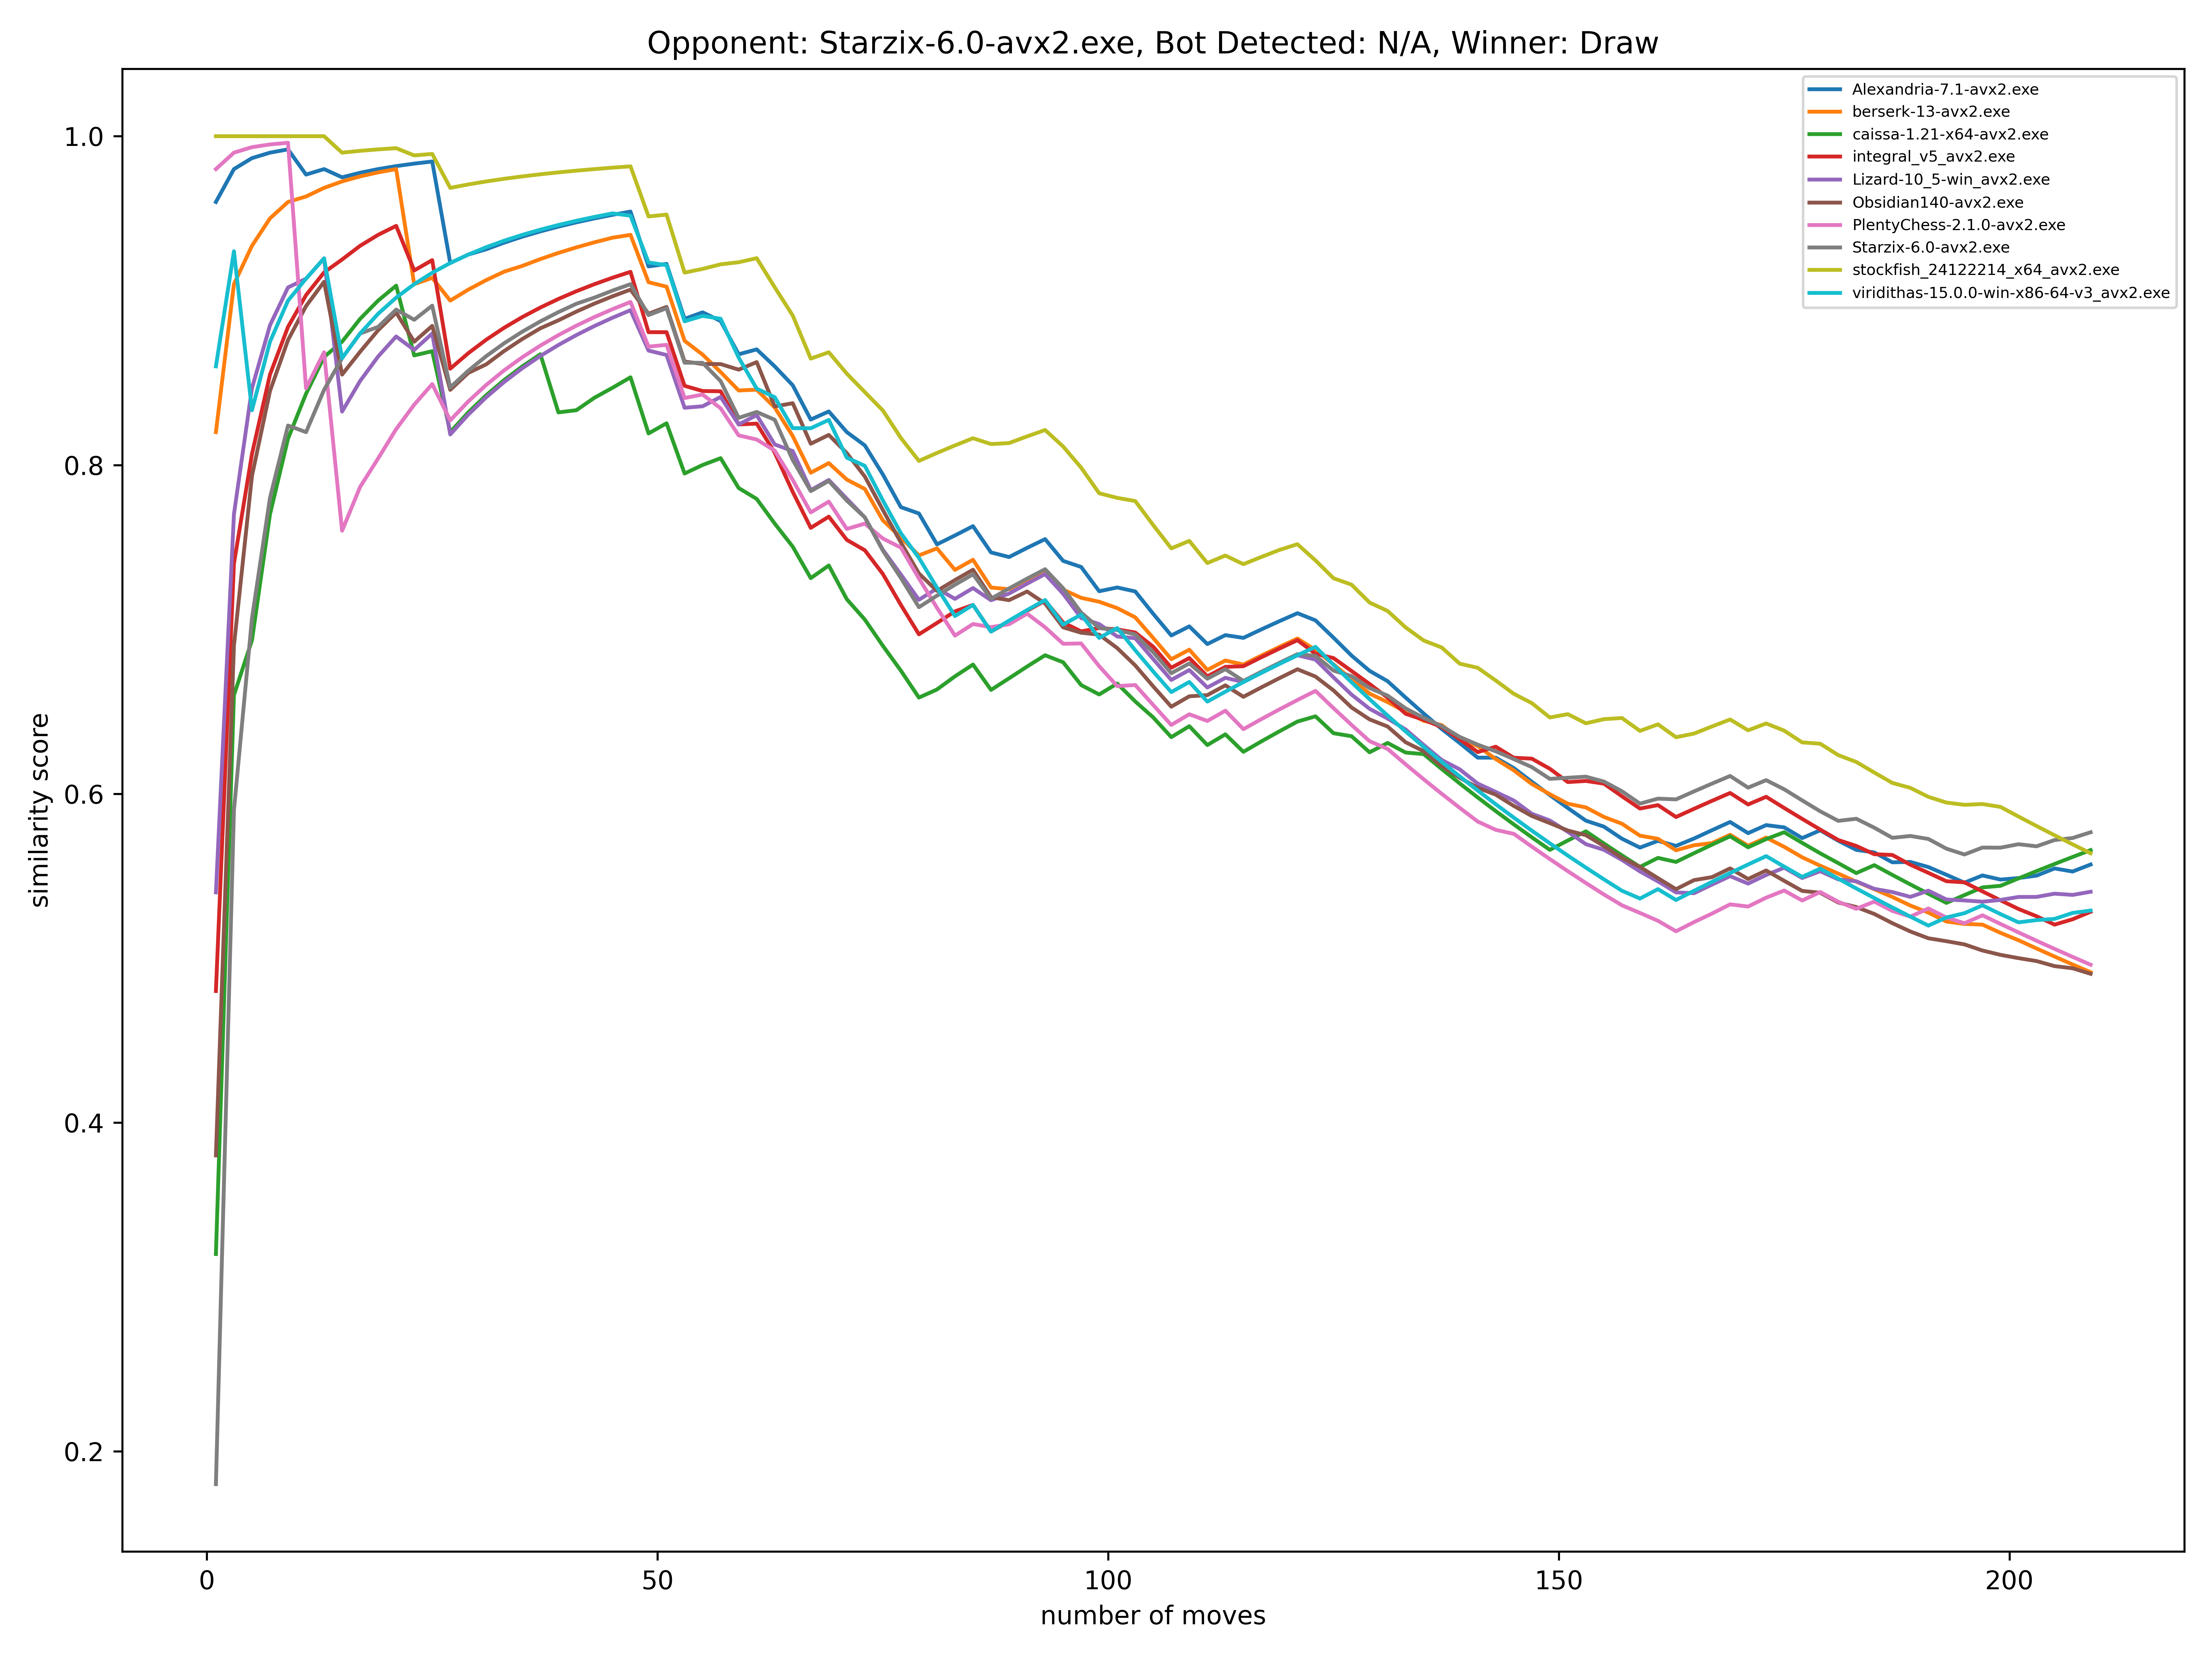 Opponent: Starzix-6.0-avx2.exe, Bot Detected: N/A, Winner: Draw
Alexandria-7.1-avx2.exe
berserk-13-avx2.exe
caissa-1.21-x64-avx2.exe
integral_v5_avx2.exe
Lizard-10_5-win_avx2.exe
Obsidian140-avx2.exe
PlentyChess-2.1.0-avx2.exe
Starzix-6.0-avx2.exe
stockfish_24122214_x64_avx2.exe
viridithas-15.0.0-win-x86-64-v3_avx2.exe
1.0
0.8
0.6
0.4
0.2
similarity score
0 50 100 150 200
number of moves